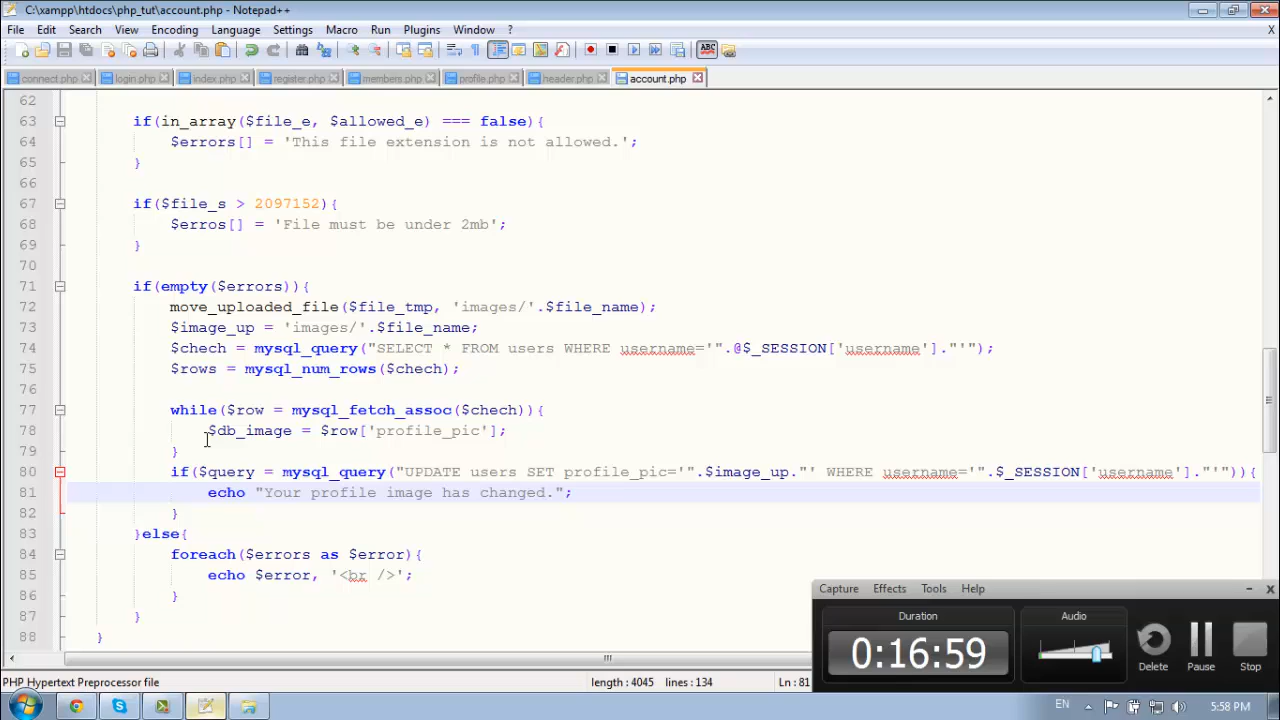 C:\xampp\htdocs\php_tut\account.php - Notepad++
File Edit Search View Encoding Language Settings Macro Run Plugins Window ? X
connect.php login.php index.php register.php members.php profile.php header.php account.php
62
63 if(in_array($file_e, $allowed_e) === false){
64 $errors[] = 'This file extension is not allowed.';
65 }
66
67 if($file_s > 2097152){
68 $erros[] = 'File must be under 2mb';
69 }
70
71 if(empty($errors)){
72 move_uploaded_file($file_tmp, 'images/'.$file_name);
73 $image_up = 'images/'.$file_name;
74 $chech = mysql_query("SELECT * FROM users WHERE username='".@$_SESSION['username']."'");
75 $rows = mysql_num_rows($chech);
76
77 while($row = mysql_fetch_assoc($chech)){
78 $db_image = $row['profile_pic'];
79 }
80 if($query = mysql_query("UPDATE users SET profile_pic='".$image_up."' WHERE username='".$_SESSION['username']."'")){
81 echo "Your profile image has changed.";
82 }
83 }else{
84 foreach($errors as $error){
85 echo $error, '<br />';
86 }
87 }
88 }
Capture Effects Tools Help
Duration Audio
0:16:59
Delete Pause Stop
PHP Hypertext Preprocessor file length : 4045 lines : 134 Ln : 81
EN 5:58 PM